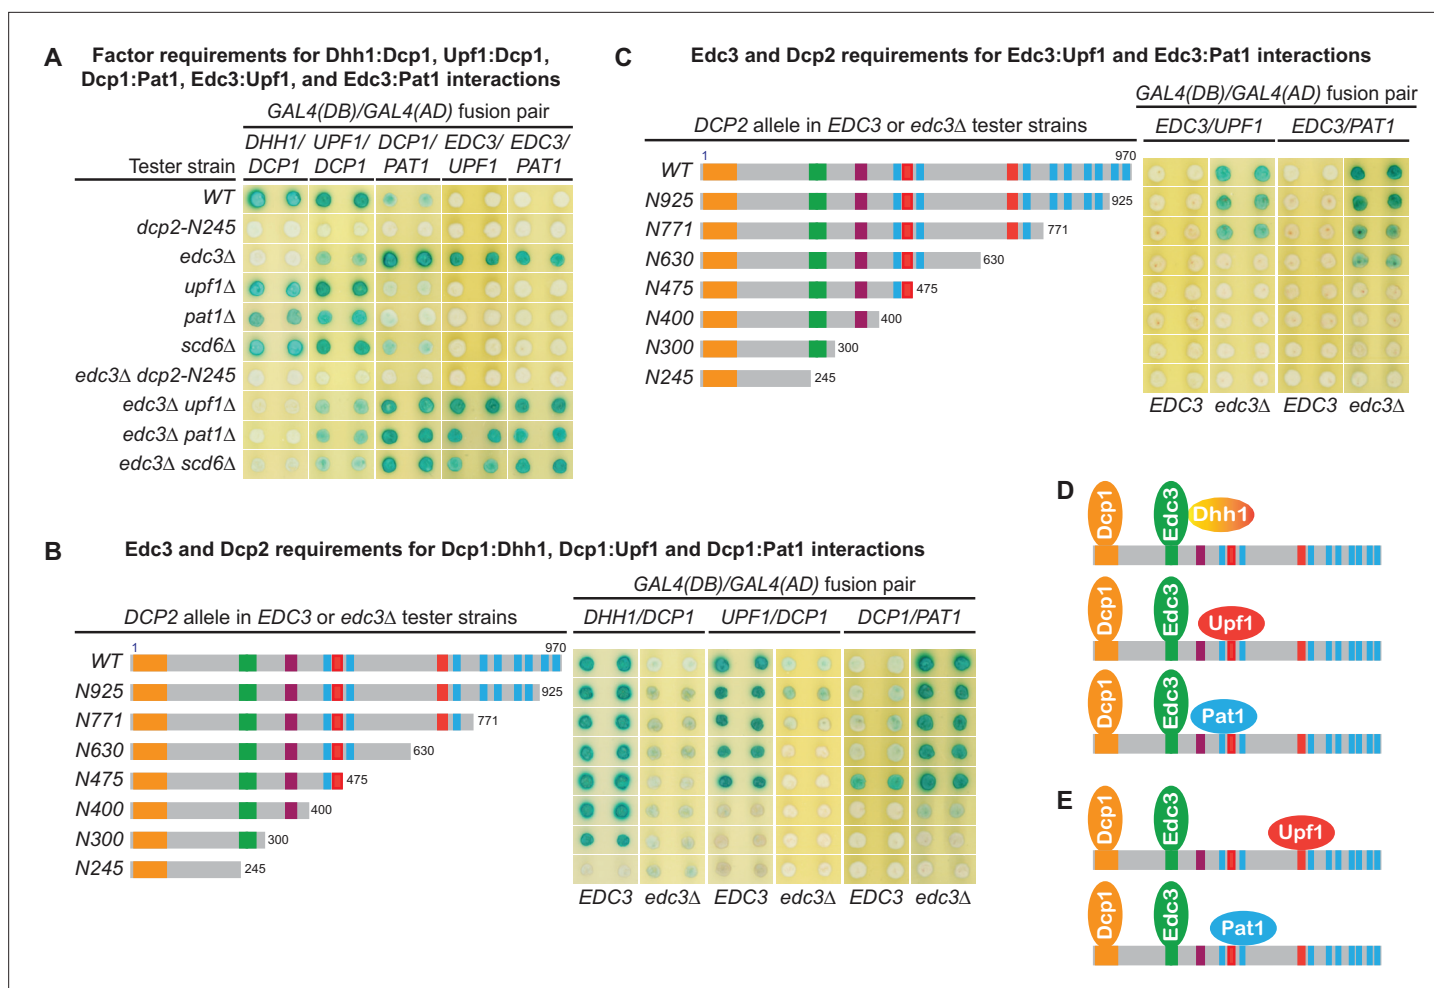 A Factor requirements for Dhh1:Dcp1, Upf1:Dcp1,
Dcp1:Pat1, Edc3:Upf1, and Edc3:Pat1 interactions
GAL4(DB)/GAL4(AD) fusion pair
DHH1/ UPF1/ DCP1/ EDC3/ EDC3/
Tester strain DCP1 DCP1 PAT1 UPF1 PAT1
WT
dcp2-N245
edc3Δ
upf1Δ
pat1Δ
scd6Δ
edc3Δ dcp2-N245
edc3Δ upf1Δ
edc3Δ pat1Δ
edc3Δ scd6Δ
B Edc3 and Dcp2 requirements for Dcp1:Dhh1, Dcp1:Upf1 and Dcp1:Pat1 interactions
GAL4(DB)/GAL4(AD) fusion pair
DCP2 allele in EDC3 or edc3Δ tester strains DHH1/DCP1 UPF1/DCP1 DCP1/PAT1
1 970
WT
N925 925
N771 771
N630 630
N475 475
N400 400
N300 300
N245 245
EDC3 edc3Δ EDC3 edc3Δ EDC3 edc3Δ
C Edc3 and Dcp2 requirements for Edc3:Upf1 and Edc3:Pat1 interactions
GAL4(DB)/GAL4(AD) fusion pair
DCP2 allele in EDC3 or edc3Δ tester strains EDC3/UPF1 EDC3/PAT1
1 970
WT
N925 925
N771 771
N630 630
N475 475
N400 400
N300 300
N245 245
EDC3 edc3Δ EDC3 edc3Δ
D
Dcp1 Edc3 Dhh1
Dcp1 Edc3 Upf1
Dcp1 Edc3 Pat1
E
Dcp1 Edc3 Upf1
Dcp1 Edc3 Pat1